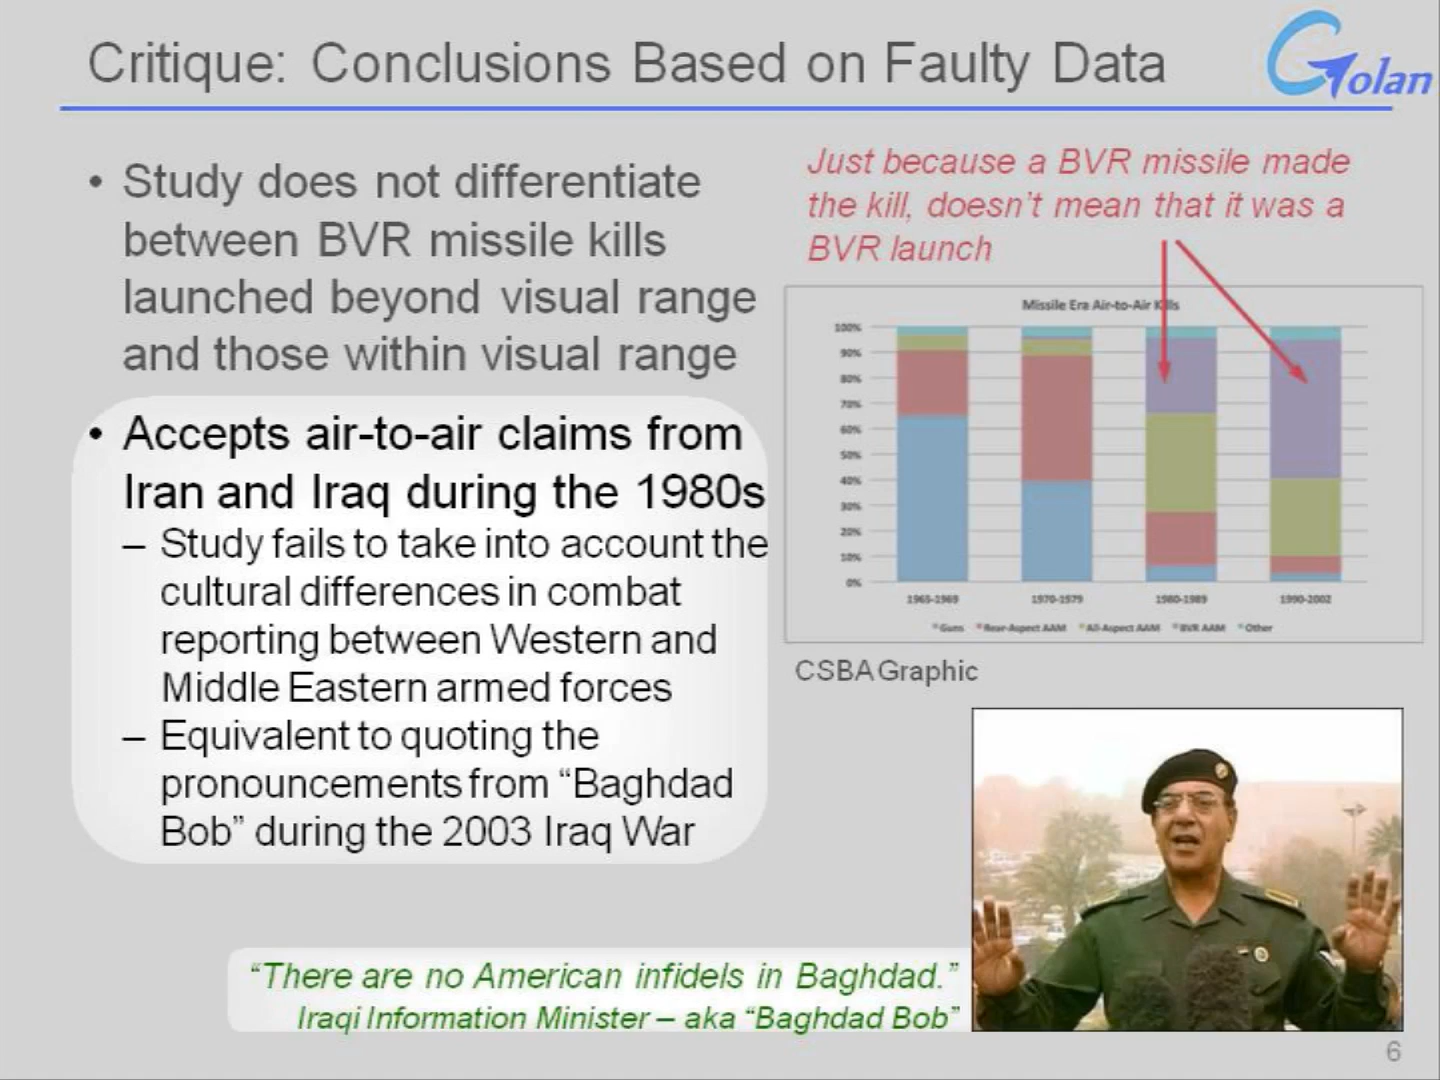 Critique: Conclusions Based on Faulty Data
Golan
• Study does not differentiate
between BVR missile kills
launched beyond visual range
and those within visual range
• Accepts air-to-air claims from
Iran and Iraq during the 1980s
– Study fails to take into account the
cultural differences in combat
reporting between Western and
Middle Eastern armed forces
– Equivalent to quoting the
pronouncements from “Baghdad
Bob” during the 2003 Iraq War
Just because a BVR missile made
the kill, doesn’t mean that it was a
BVR launch
Missile Era Air-to-Air Kills
100%
90%
80%
70%
60%
50%
40%
30%
20%
10%
0%
1965-1969 1970-1979 1980-1989 1990-2002
Guns Rear-Aspect AAM All-Aspect AAM BVR AAM Other
CSBA Graphic
“There are no American infidels in Baghdad.”
Iraqi Information Minister – aka “Baghdad Bob”
6